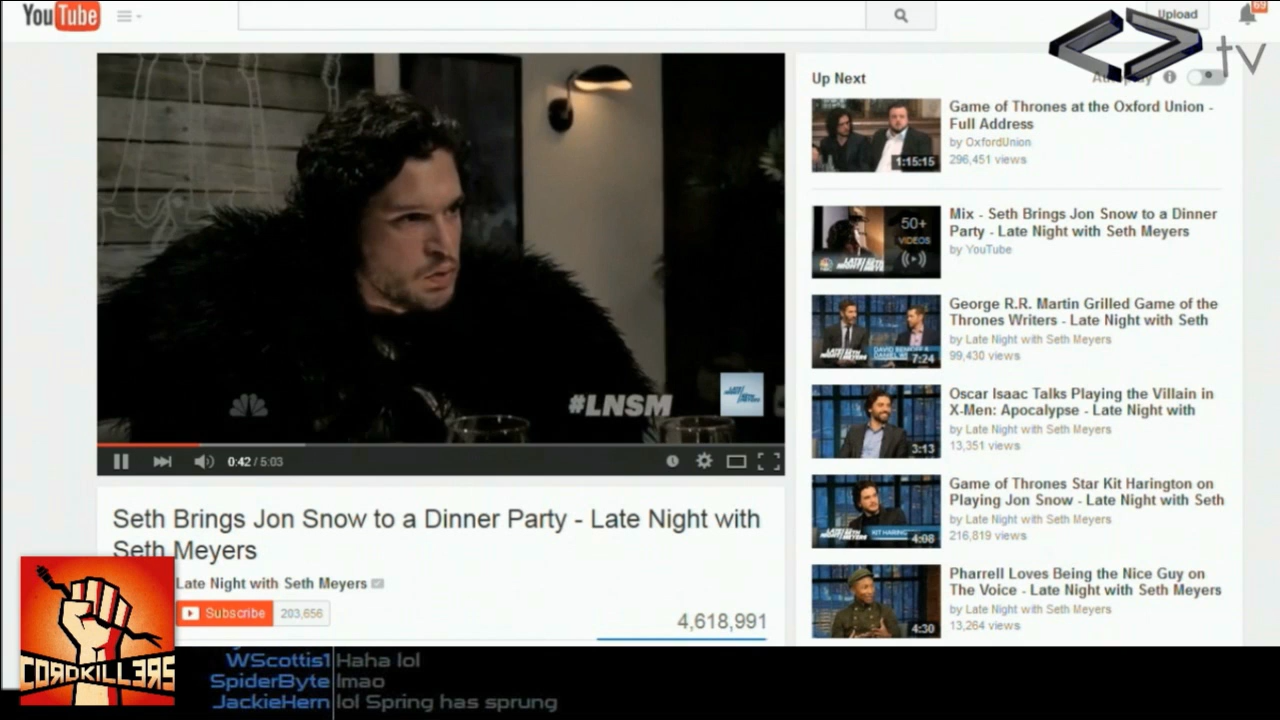 YouTube
Upload
69
tv
Up Next
Game of Thrones at the Oxford Union -
Full Address
by OxfordUnion
296,451 views
1:15:15
Mix - Seth Brings Jon Snow to a Dinner
Party - Late Night with Seth Meyers
by YouTube
50+
VIDEOS
George R.R. Martin Grilled Game of the
Thrones Writers - Late Night with Seth
by Late Night with Seth Meyers
99,430 views
7:24
Oscar Isaac Talks Playing the Villain in
X-Men: Apocalypse - Late Night with
by Late Night with Seth Meyers
13,351 views
3:13
Game of Thrones Star Kit Harington on
Playing Jon Snow - Late Night with Seth
by Late Night with Seth Meyers
216,819 views
4:08
Pharrell Loves Being the Nice Guy on
The Voice - Late Night with Seth Meyers
by Late Night with Seth Meyers
13,264 views
4:30
#LNSM
0:42 / 5:03
Seth Brings Jon Snow to a Dinner Party - Late Night with
Seth Meyers
Late Night with Seth Meyers
Subscribe 203,656
4,618,991
CORDKILLERS
WScottis1 Haha lol
SpiderByte lmao
JackieHern lol Spring has sprung